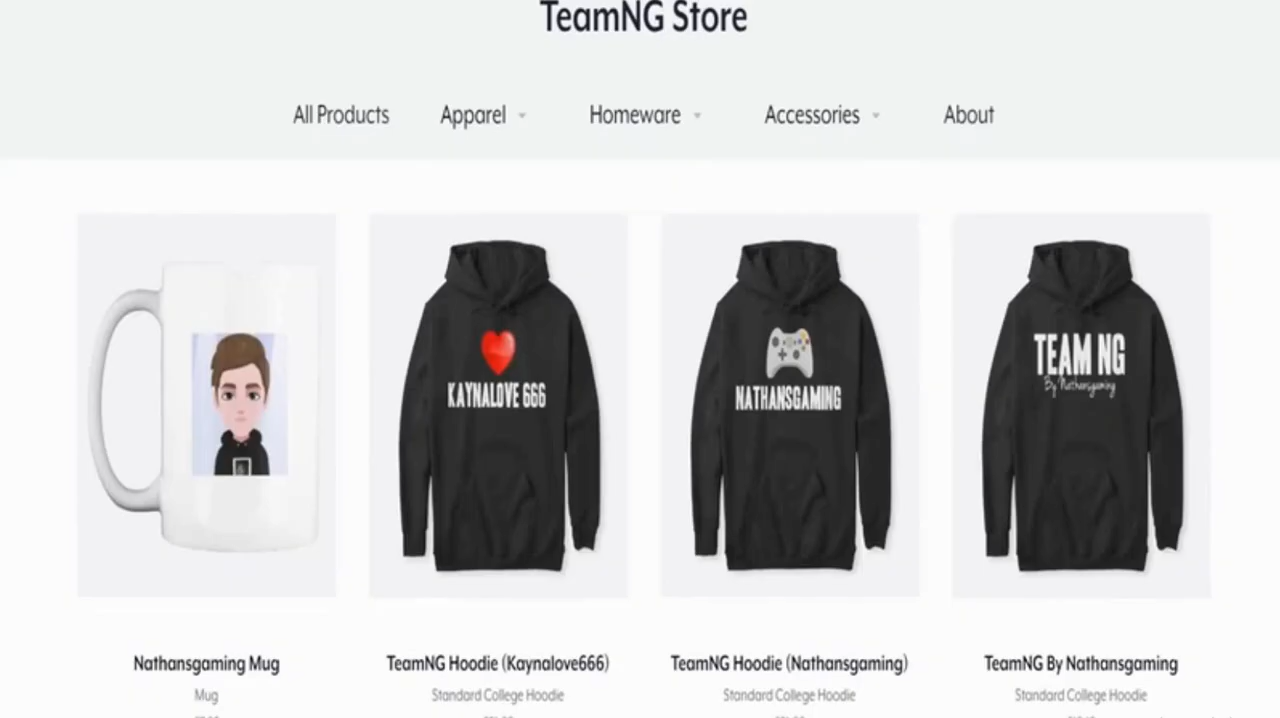 TeamNG Store
All Products Apparel Homeware Accessories About
KAYNALOVE 666
NATHANSGAMING
TEAM NG
By Nathansgaming
Nathansgaming Mug
Mug
TeamNG Hoodie (Kaynalove666)
Standard College Hoodie
TeamNG Hoodie (Nathansgaming)
Standard College Hoodie
TeamNG By Nathansgaming
Standard College Hoodie